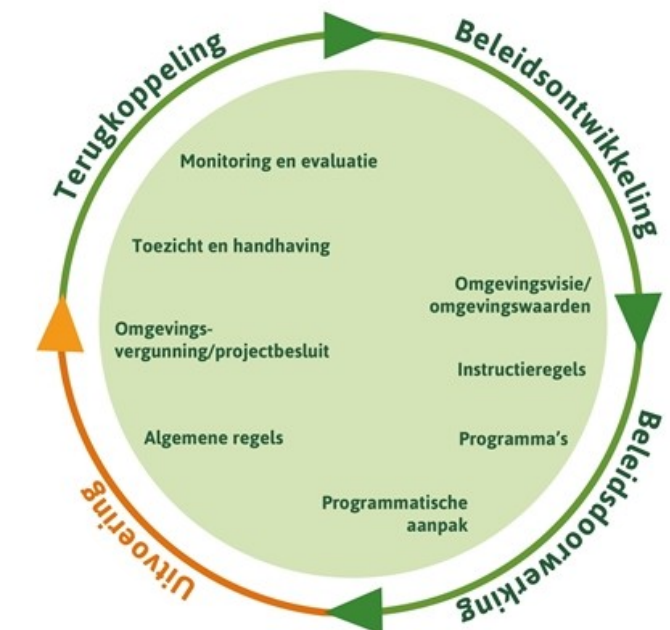 Terugkoppeling
Beleidsontwikkeling
Monitoring en evaluatie
Toezicht en handhaving
Omgevings-
vergunning/projectbesluit
Algemene regels
Omgevingsvisie/
omgevingswaarden
Instructieregels
Programma’s
Programmatische
aanpak
Uitvoering
Beleidsdoorwerking